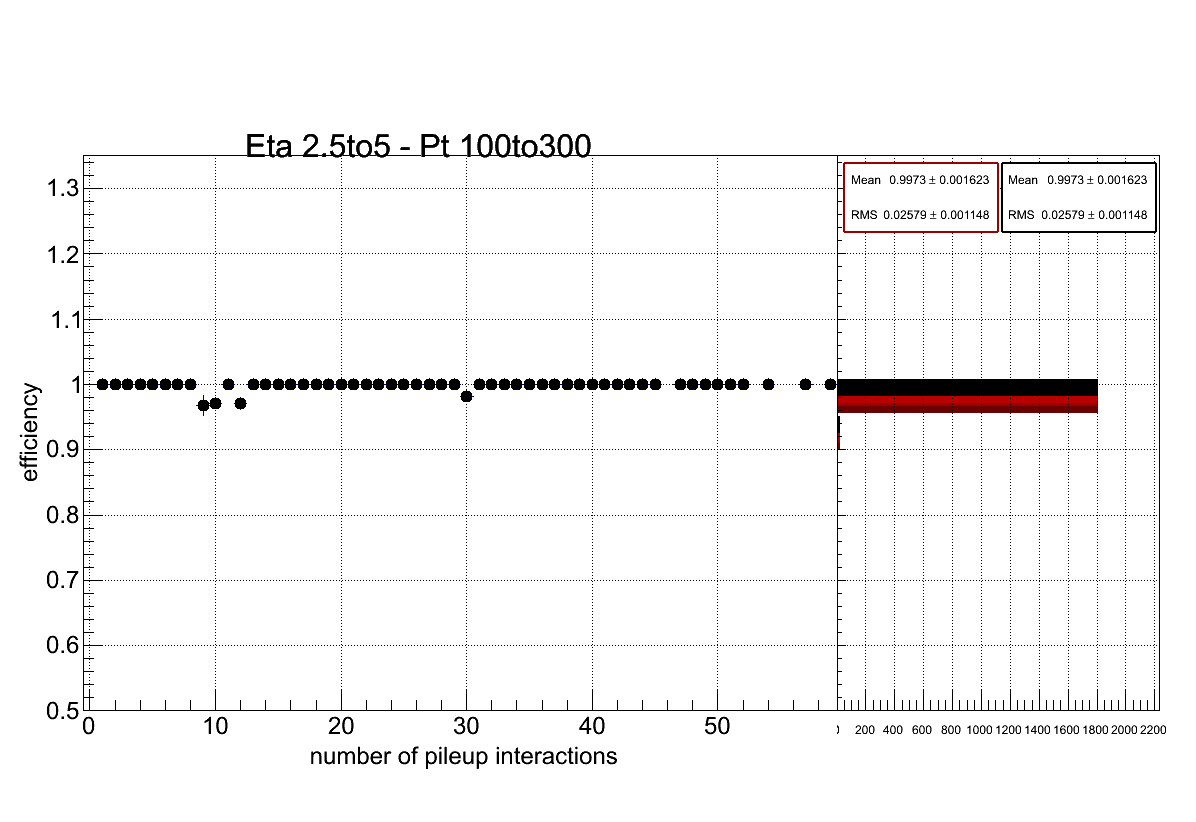 Eta 2.5to5 - Pt 100to300
Mean 0.9973 ± 0.001623
RMS 0.02579 ± 0.001148
Mean 0.9973 ± 0.001623
RMS 0.02579 ± 0.001148
efficiency
1.3
1.2
1.1
1
0.9
0.8
0.7
0.6
0.5
0 10 20 30 40 50
number of pileup interactions
200 400 600 800 1000 1200 1400 1600 1800 2000 2200